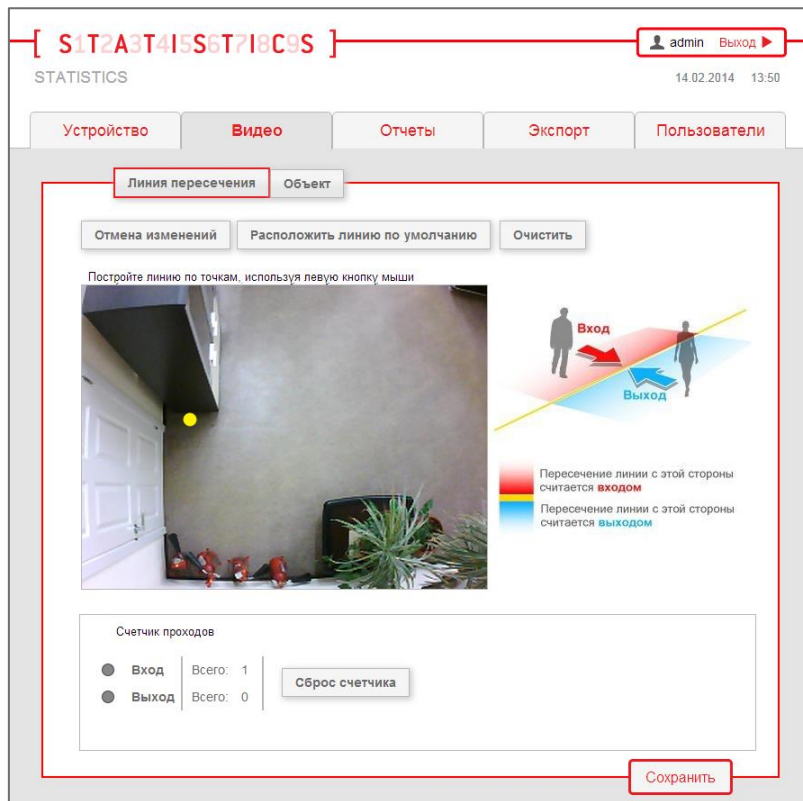 S1T2A3T4I5S6T7I8C9S
admin Выход
STATISTICS
14.02.2014 13:50
Устройство Видео Отчеты Экспорт Пользователи
Линия пересечения Объект
Отмена изменений Расположить линию по умолчанию Очистить
Постройте линию по точкам, используя левую кнопку мыши
Вход
Выход
Пересечение линии с этой стороны
считается входом
Пересечение линии с этой стороны
считается выходом
Счетчик проходов
Вход Всего: 1
Выход Всего: 0
Сброс счетчика
Сохранить